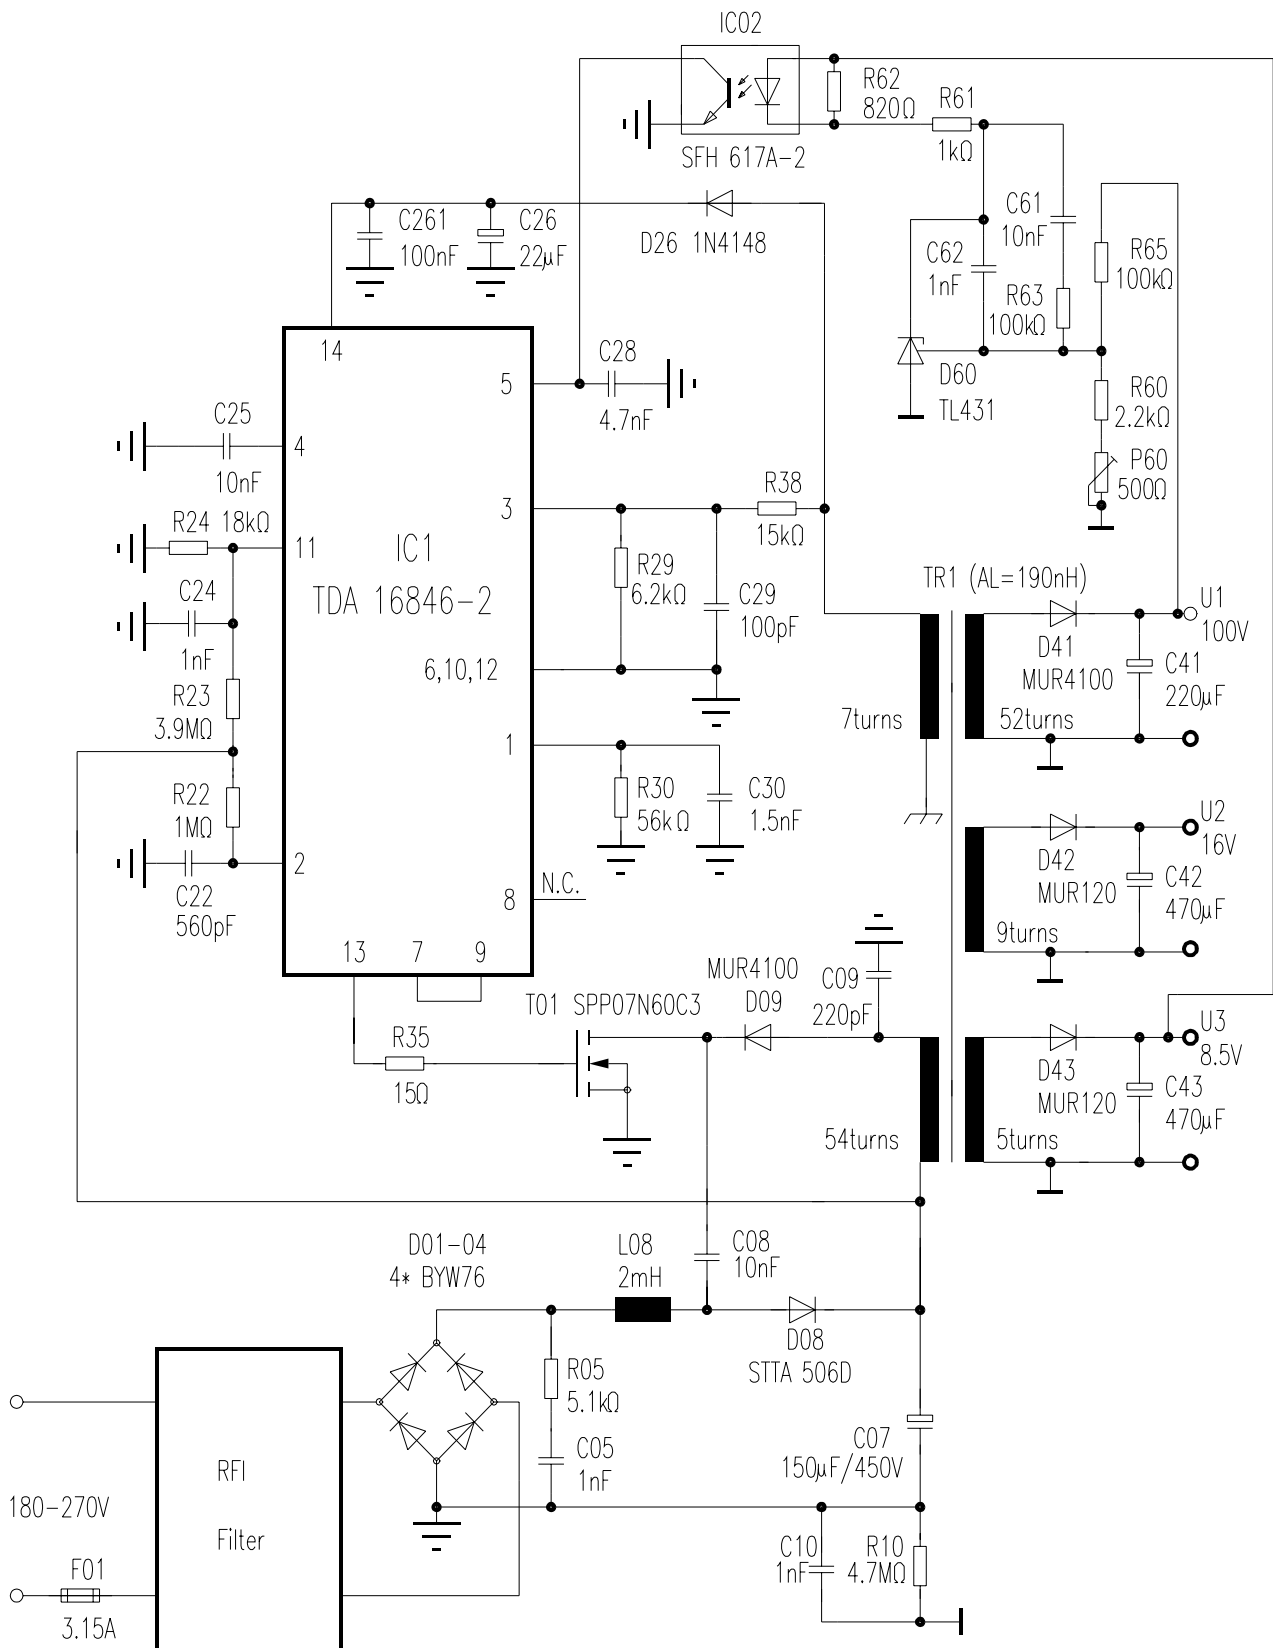 IC02
R62
820Ω
R61
1kΩ
SFH 617A-2
C261
100nF
C26
22µF
D26 1N4148
C61
10nF
C62
1nF
R63
100kΩ
R65
100kΩ
14
5
C28
4.7nF
D60
TL431
R60
2.2kΩ
P60
500Ω
C25
10nF
4
3
R38
15kΩ
R24 18kΩ
11
IC1
TDA 16846-2
R29
6.2kΩ
C29
100pF
TR1 (AL=190nH)
C24
1nF
6,10,12
U1
100V
D41
MUR4100
C41
220µF
R23
3.9MΩ
7turns
52turns
1
R22
1MΩ
R30
56kΩ
C30
1.5nF
U2
16V
2
D42
MUR120
C42
470µF
C22
560pF
8
N.C.
9turns
13
7
9
T01 SPP07N60C3
MUR4100
D09
C09
220pF
U3
8.5V
R35
15Ω
D43
MUR120
C43
470µF
54turns
5turns
D01-04
4* BYW76
L08
2mH
C08
10nF
D08
STTA 506D
R05
5.1kΩ
C05
1nF
C07
150µF/450V
RFI
Filter
180-270V
C10
1nF
R10
4.7MΩ
F01
3.15A